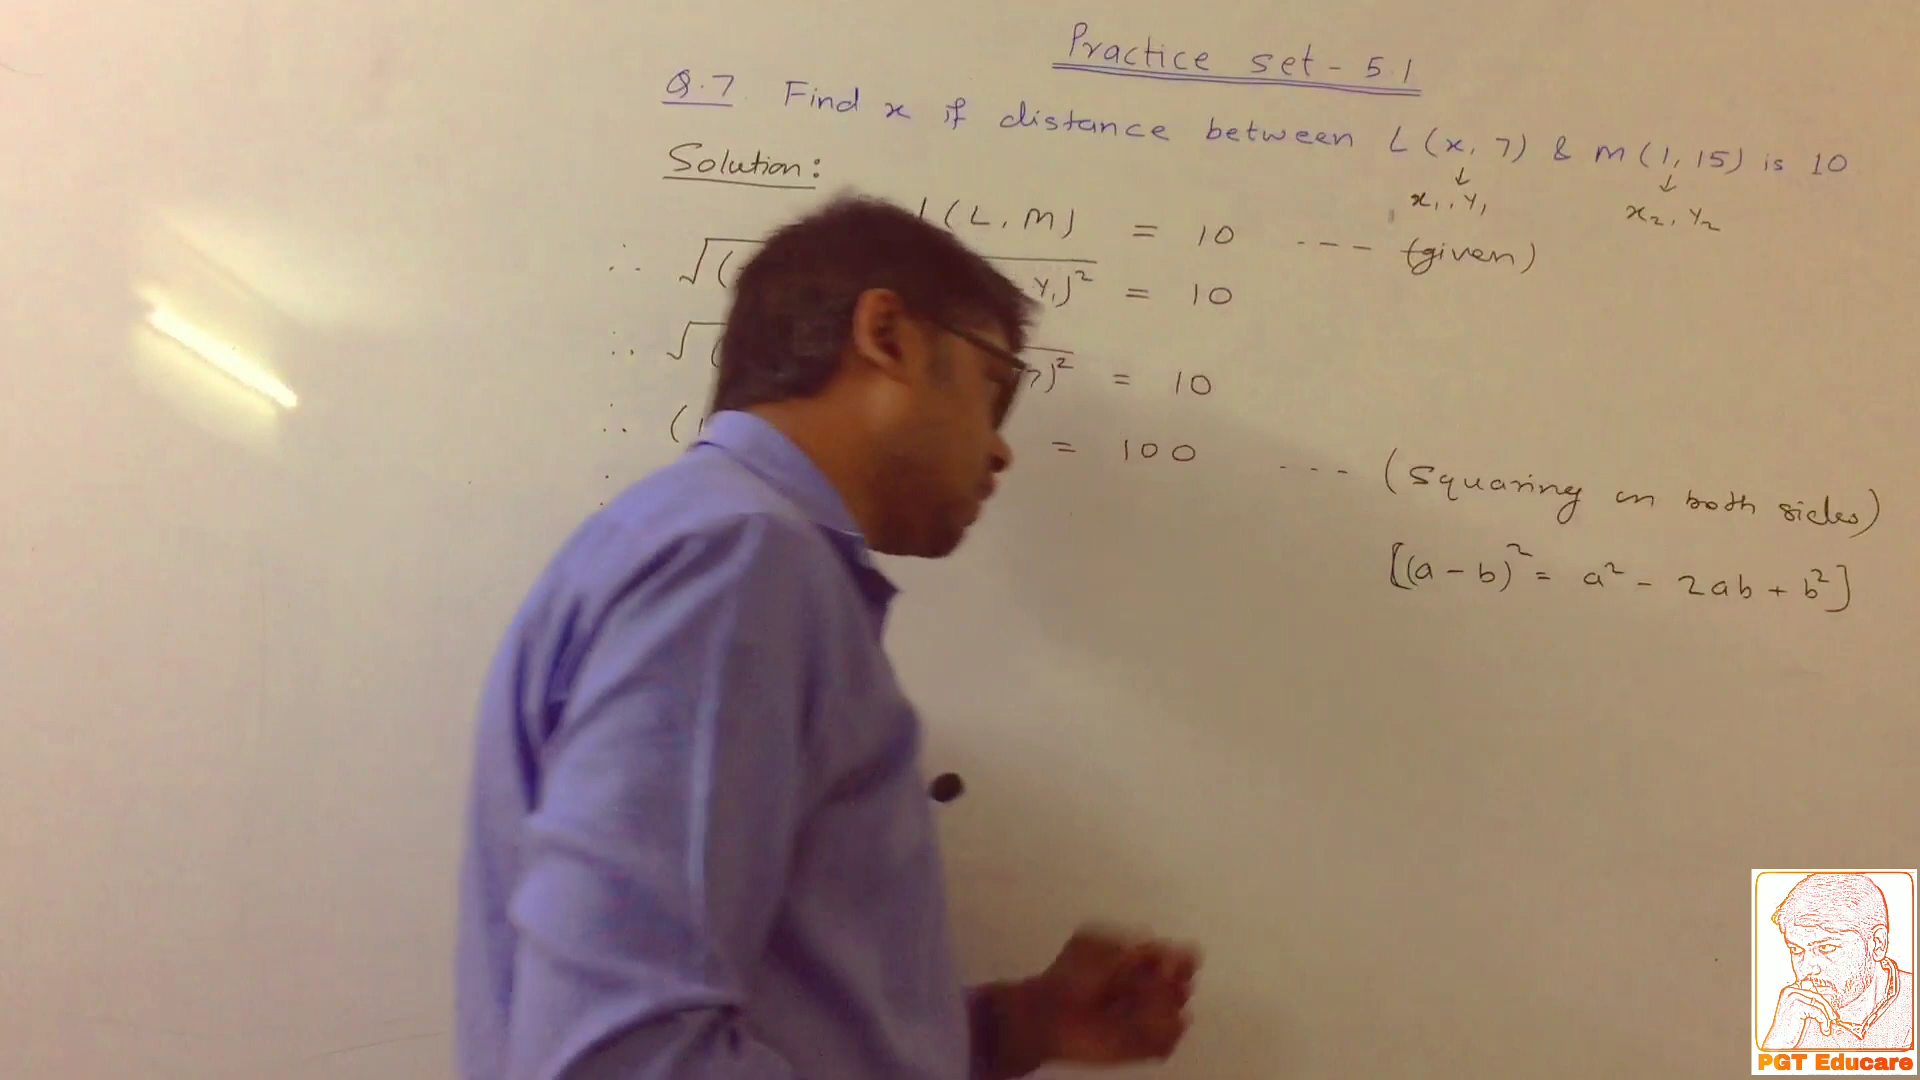 Practice set - 5.1
Q.7. Find x if distance between L (x, 7) & M (1, 15) is 10
↓ ↓
x₁, y₁ x₂, y₂
Solution:
(L, M) = 10 --- (given)
∴ √( y₁)² = 10
∴ √( 7)² = 10
∴ ( = 100 --- (squaring on both sides)
[(a - b)² = a² - 2ab + b²]
PGT Educare